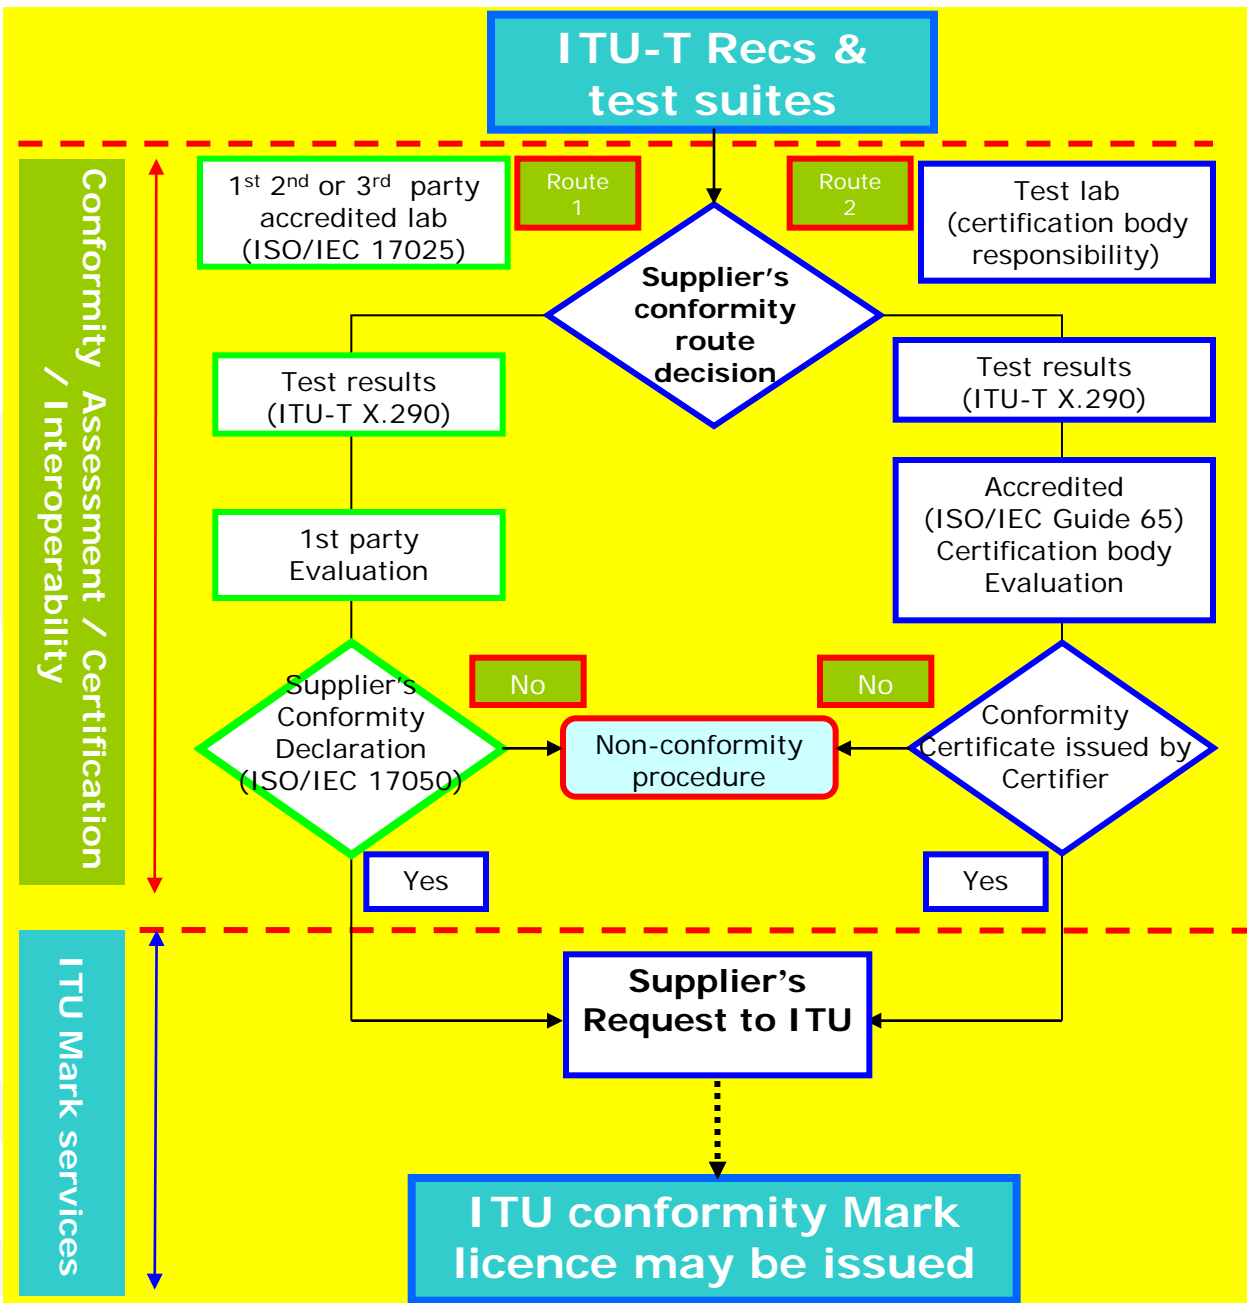 ITU-T Recs &
test suites
1st 2nd or 3rd party
accredited lab
(ISO/IEC 17025)
Route
1
Route
2
Test lab
(certification body
responsibility)
Supplier's
conformity
route
decision
Test results
(ITU-T X.290)
Test results
(ITU-T X.290)
1st party
Evaluation
Accredited
(ISO/IEC Guide 65)
Certification body
Evaluation
Supplier's
Conformity
Declaration
(ISO/IEC 17050)
No
No
Non-conformity
procedure
Conformity
Certificate issued by
Certifier
Yes
Yes
Conformity Assessment / Certification
/ Interoperability
Supplier's
Request to ITU
ITU Mark services
ITU conformity Mark
licence may be issued